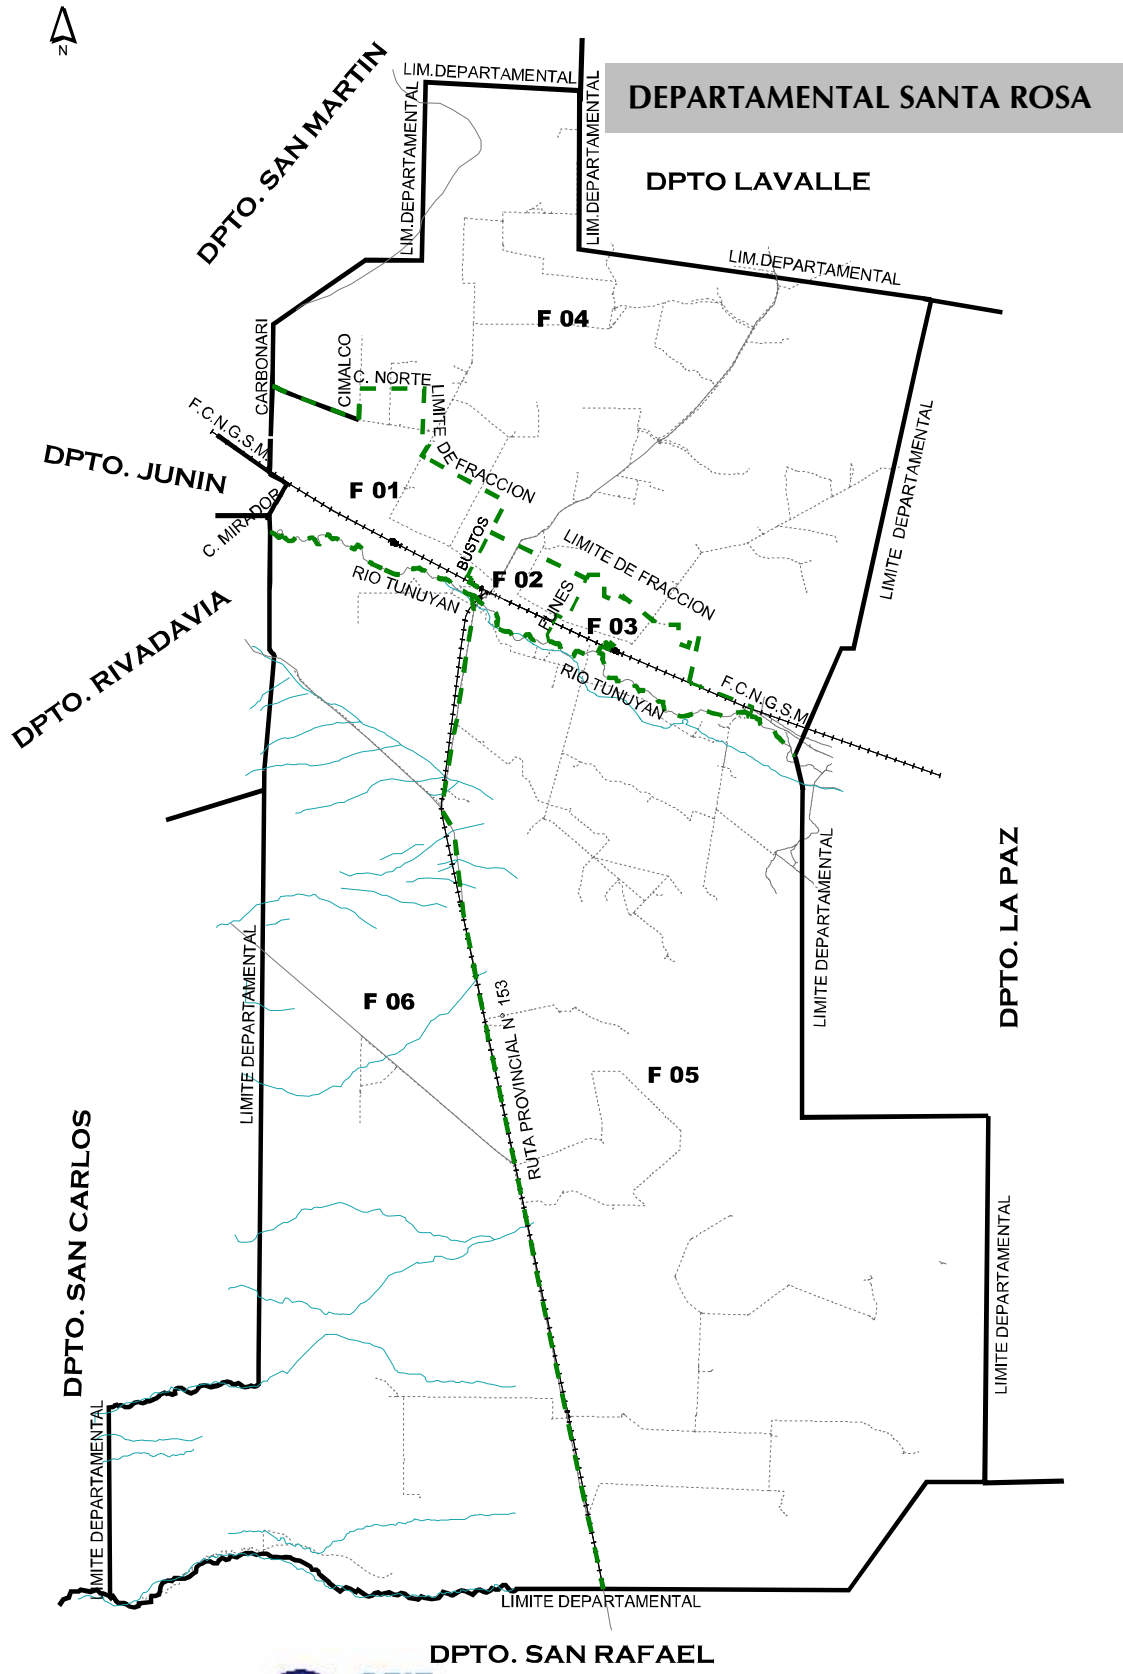 N
DPTO. SAN MARTIN
LIM.DEPARTAMENTAL
LIM.DEPARTAMENTAL
LIM.DEPARTAMENTAL
DEPARTAMENTAL SANTA ROSA
DPTO LAVALLE
LIM.DEPARTAMENTAL
F 04
CARBONARI
CIMALCO
C. NORTE
LIMITE
DE FRACCION
F.C.N.G.S.M.
DPTO. JUNIN
F 01
C. MIRADOR
BUSTOS
LIMITE DE FRACCION
LIMITE DEPARTAMENTAL
RIO TUNUYAN
F 02
FUNES
F 03
DPTO. RIVADAVIA
RIO TUNUYAN
F.C.N.G.S.M
LIMITE DEPARTAMENTAL
DPTO. LA PAZ
LIMITE DEPARTAMENTAL
F 06
RUTA PROVINCIAL N° 153
F 05
DPTO. SAN CARLOS
LIMITE DEPARTAMENTAL
LIMITE DEPARTAMENTAL
LIMITE DEPARTAMENTAL
DPTO. SAN RAFAEL